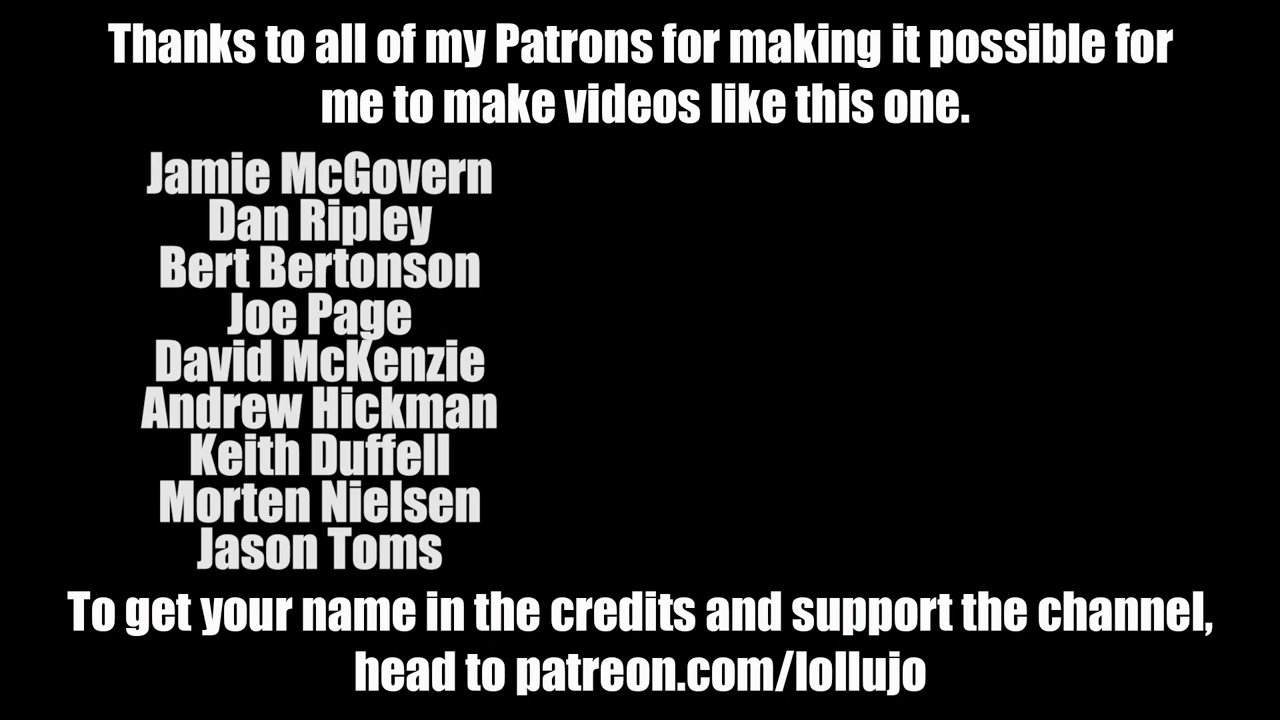 Thanks to all of my Patrons for making it possible for
me to make videos like this one.
Jamie McGovern
Dan Ripley
Bert Bertonson
Joe Page
David McKenzie
Andrew Hickman
Keith Duffell
Morten Nielsen
Jason Toms
To get your name in the credits and support the channel,
head to patreon.com/lollujo